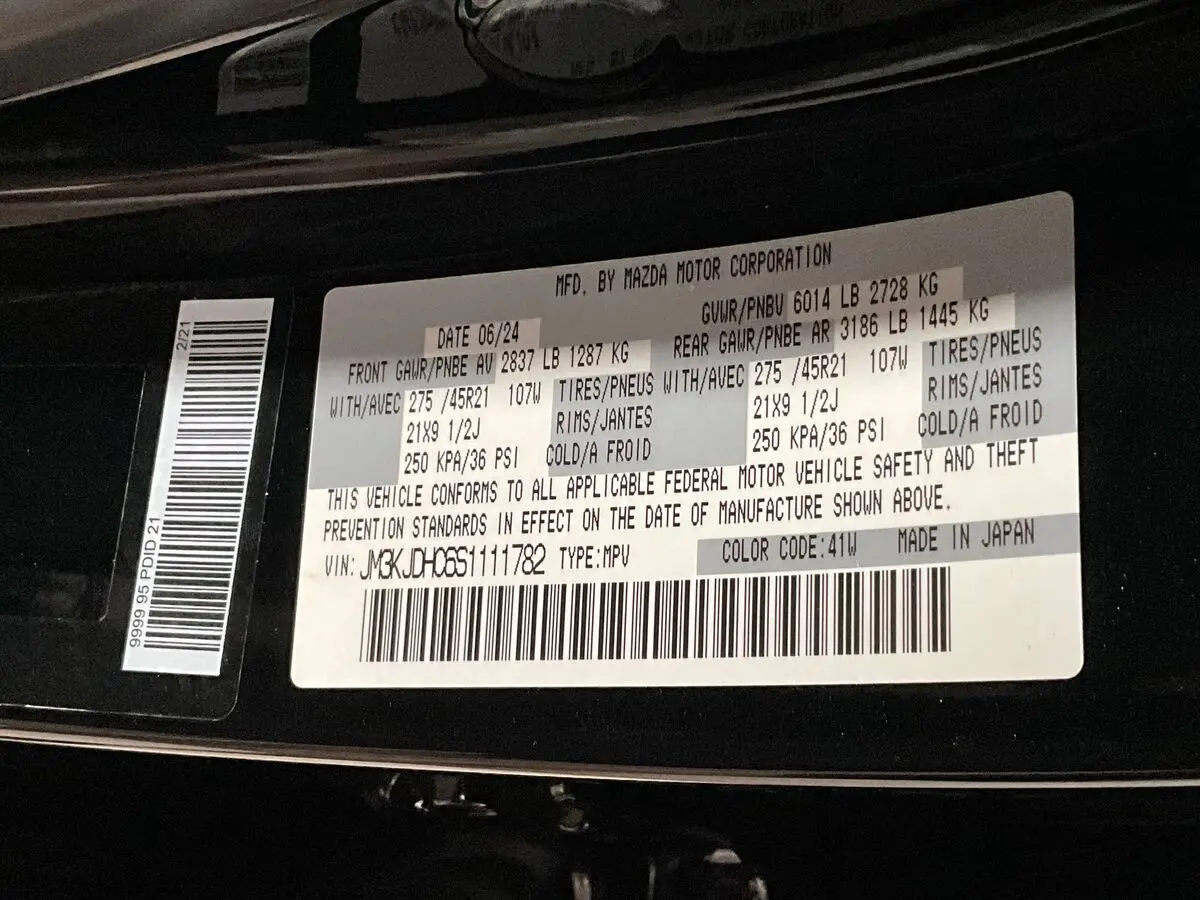 MFD. BY MAZDA MOTOR CORPORATION
DATE 06/24 GVWR/PNBV 6014 LB 2728 KG
FRONT GAWR/PNBE AV 2837 LB 1287 KG REAR GAWR/PNBE AR 3186 LB 1445 KG
WITH/AVEC 275 /45R21 107W TIRES/PNEUS WITH/AVEC 275 /45R21 107W TIRES/PNEUS
21X9 1/2J RIMS/JANTES 21X9 1/2J RIMS/JANTES
250 KPA/36 PSI COLD/A FROID 250 KPA/36 PSI COLD/A FROID
THIS VEHICLE CONFORMS TO ALL APPLICABLE FEDERAL MOTOR VEHICLE SAFETY AND THEFT
PREVENTION STANDARDS IN EFFECT ON THE DATE OF MANUFACTURE SHOWN ABOVE.
VIN: JM3KJDHC6S1111782 TYPE:MPV COLOR CODE:41W MADE IN JAPAN
9999 95 PDID 21
2/21